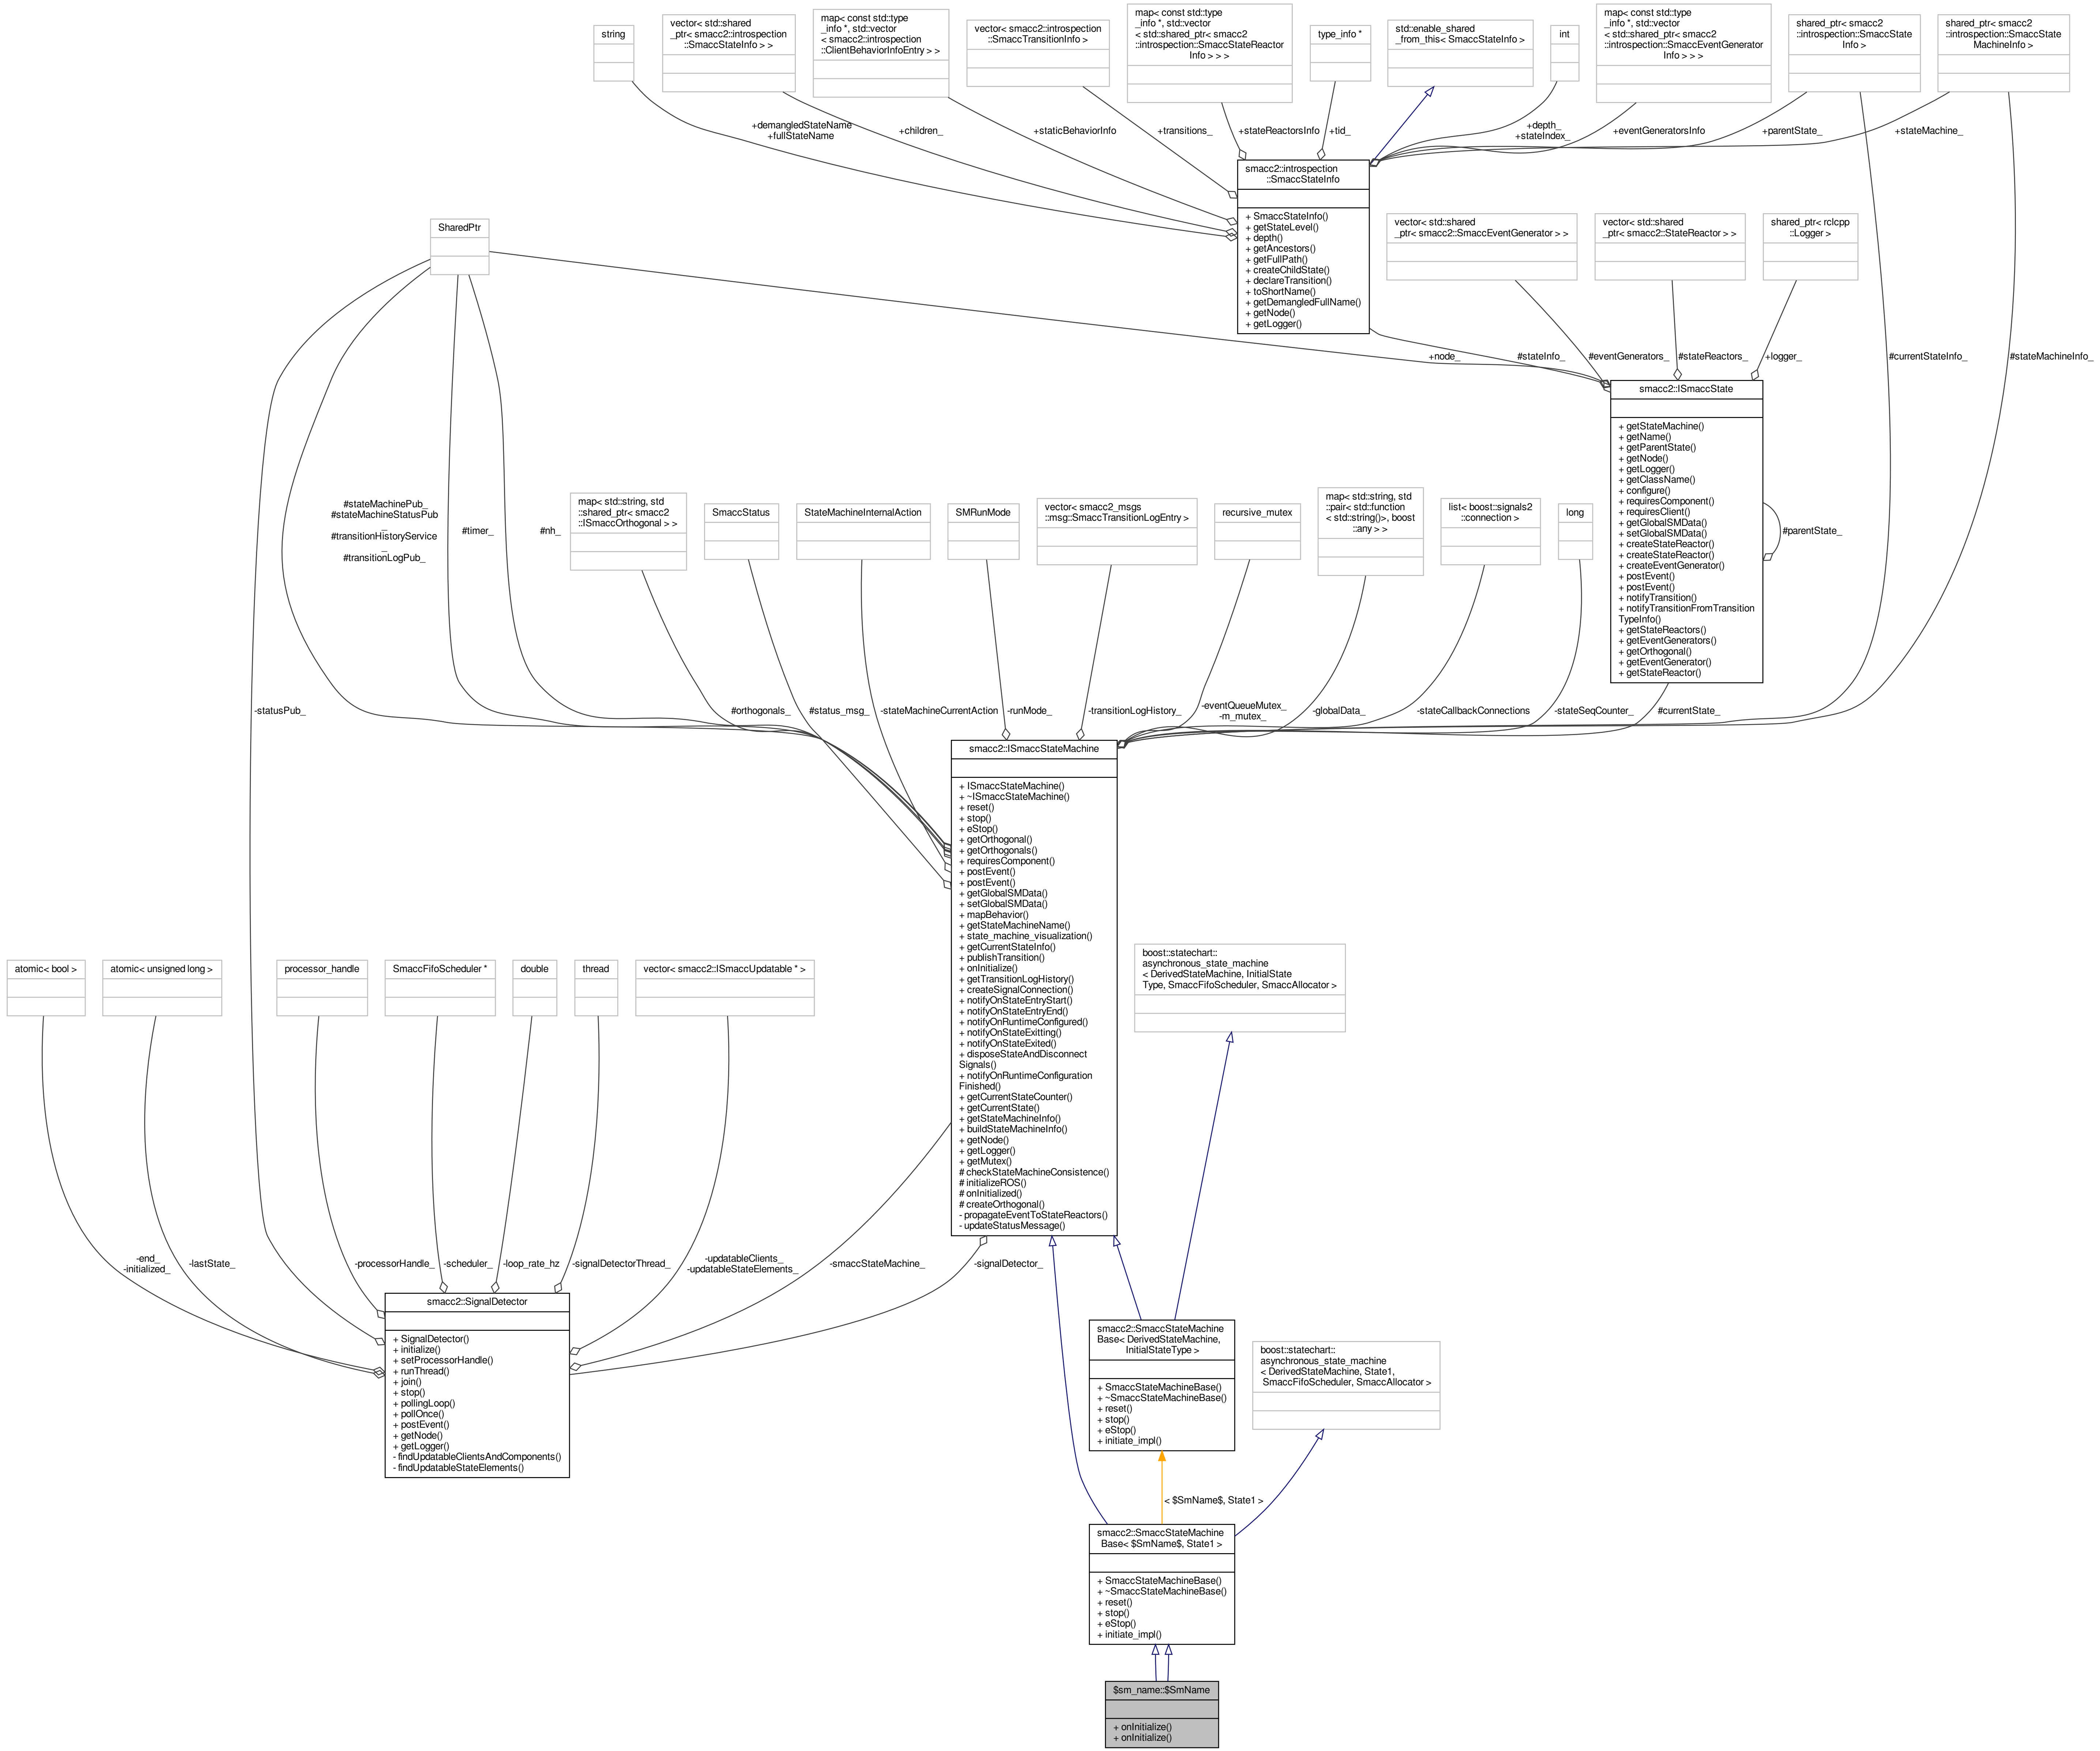 string
vector< std::shared
_ptr< smacc2::introspection
::SmaccStateInfo > >
map< const std::type
_info *, std::vector
< smacc2::introspection
::ClientBehaviorInfoEntry > >
vector< smacc2::introspection
::SmaccTransitionInfo >
map< const std::type
_info *, std::vector
< std::shared_ptr< smacc2
::introspection::SmaccStateReactor
Info > > >
type_info *
std::enable_shared
_from_this< SmaccStateInfo >
int
map< const std::type
_info *, std::vector
< std::shared_ptr< smacc2
::introspection::SmaccEventGenerator
Info > > >
shared_ptr< smacc2
::introspection::SmaccState
Info >
shared_ptr< smacc2
::introspection::SmaccState
MachineInfo >
+demangledStateName
+fullStateName
+children_
+staticBehaviorInfo
+transitions_
+stateReactorsInfo
+tid_
+depth_
+stateIndex_
+eventGeneratorsInfo
+parentState_
+stateMachine_
smacc2::introspection
::SmaccStateInfo
+ SmaccStateInfo()
+ getStateLevel()
+ depth()
+ getAncestors()
+ getFullPath()
+ createChildState()
+ declareTransition()
+ toShortName()
+ getDemangledFullName()
+ getNode()
+ getLogger()
SharedPtr
vector< std::shared
_ptr< smacc2::SmaccEventGenerator > >
vector< std::shared
_ptr< smacc2::StateReactor > >
shared_ptr< rclcpp
::Logger >
+node_
#stateInfo_
#eventGenerators_
#stateReactors_
+logger_
#currentStateInfo_
#stateMachineInfo_
smacc2::ISmaccState
+ getStateMachine()
+ getName()
+ getParentState()
+ getNode()
+ getLogger()
+ getClassName()
+ configure()
+ requiresComponent()
+ requiresClient()
+ getGlobalSMData()
+ setGlobalSMData()
+ createStateReactor()
+ createStateReactor()
+ createEventGenerator()
+ postEvent()
+ postEvent()
+ notifyTransition()
+ notifyTransitionFromTransition
TypeInfo()
+ getStateReactors()
+ getEventGenerators()
+ getOrthogonal()
+ getEventGenerator()
+ getStateReactor()
#parentState_
#stateMachinePub_
#stateMachineStatusPub
_
#transitionHistoryService
_
#transitionLogPub_
#timer_
#nh_
map< std::string, std
::shared_ptr< smacc2
::ISmaccOrthogonal > >
SmaccStatus
StateMachineInternalAction
SMRunMode
vector< smacc2_msgs
::msg::SmaccTransitionLogEntry >
recursive_mutex
map< std::string, std
::pair< std::function
< std::string()>, boost
::any > >
list< boost::signals2
::connection >
long
-statusPub_
#orthogonals_
#status_msg_
-stateMachineCurrentAction
-runMode_
-transitionLogHistory_
-eventQueueMutex_
-m_mutex_
-globalData_
-stateCallbackConnections
-stateSeqCounter_
#currentState_
smacc2::ISmaccStateMachine
+ ISmaccStateMachine()
+ ~ISmaccStateMachine()
+ reset()
+ stop()
+ eStop()
+ getOrthogonal()
+ getOrthogonals()
+ requiresComponent()
+ postEvent()
+ postEvent()
+ getGlobalSMData()
+ setGlobalSMData()
+ mapBehavior()
+ getStateMachineName()
+ state_machine_visualization()
+ getCurrentStateInfo()
+ publishTransition()
+ onInitialize()
+ getTransitionLogHistory()
+ createSignalConnection()
+ notifyOnStateEntryStart()
+ notifyOnStateEntryEnd()
+ notifyOnRuntimeConfigured()
+ notifyOnStateExitting()
+ notifyOnStateExited()
+ disposeStateAndDisconnect
Signals()
+ notifyOnRuntimeConfiguration
Finished()
+ getCurrentStateCounter()
+ getCurrentState()
+ getStateMachineInfo()
+ buildStateMachineInfo()
+ getNode()
+ getLogger()
+ getMutex()
# checkStateMachineConsistence()
# initializeROS()
# onInitialized()
# createOrthogonal()
- propagateEventToStateReactors()
- updateStatusMessage()
atomic< bool >
atomic< unsigned long >
processor_handle
SmaccFifoScheduler *
double
thread
vector< smacc2::ISmaccUpdatable * >
boost::statechart::
asynchronous_state_machine
< DerivedStateMachine, InitialState
Type, SmaccFifoScheduler, SmaccAllocator >
-end_
-initialized_
-lastState_
-processorHandle_
-scheduler_
-loop_rate_hz
-signalDetectorThread_
-updatableClients_
-updatableStateElements_
-smaccStateMachine_
-signalDetector_
smacc2::SignalDetector
+ SignalDetector()
+ initialize()
+ setProcessorHandle()
+ runThread()
+ join()
+ stop()
+ pollingLoop()
+ pollOnce()
+ postEvent()
+ getNode()
+ getLogger()
- findUpdatableClientsAndComponents()
- findUpdatableStateElements()
smacc2::SmaccStateMachine
Base< DerivedStateMachine,
InitialStateType >
+ SmaccStateMachineBase()
+ ~SmaccStateMachineBase()
+ reset()
+ stop()
+ eStop()
+ initiate_impl()
boost::statechart::
asynchronous_state_machine
< DerivedStateMachine, State1,
SmaccFifoScheduler, SmaccAllocator >
< $SmName$, State1 >
smacc2::SmaccStateMachine
Base< $SmName$, State1 >
+ SmaccStateMachineBase()
+ ~SmaccStateMachineBase()
+ reset()
+ stop()
+ eStop()
+ initiate_impl()
$sm_name::$SmName
+ onInitialize()
+ onInitialize()